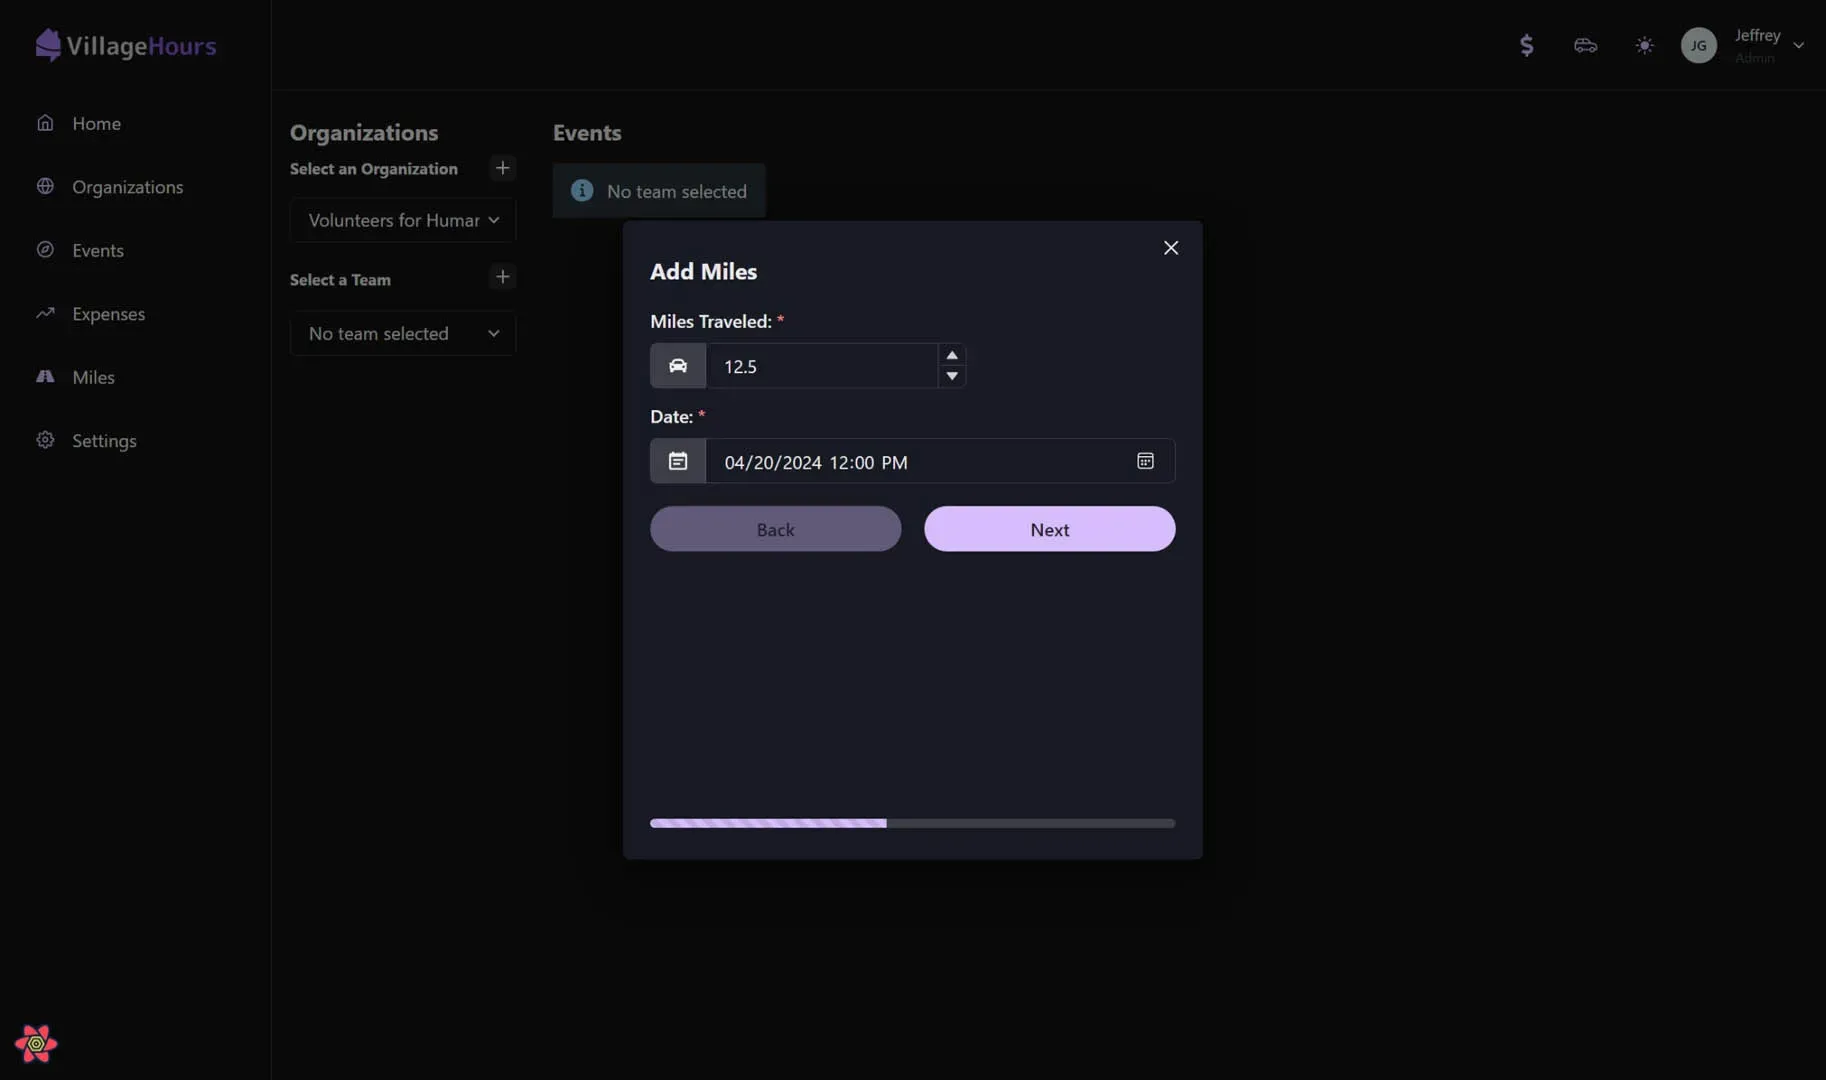 VillageHours
Jeffrey
Admin
JG
Home
Organizations
Events
Expenses
Miles
Settings
Organizations
Select an Organization
Volunteers for Humar
Select a Team
No team selected
Events
No team selected
Add Miles
Miles Traveled: *
12.5
Date: *
04/20/2024 12:00 PM
Back
Next